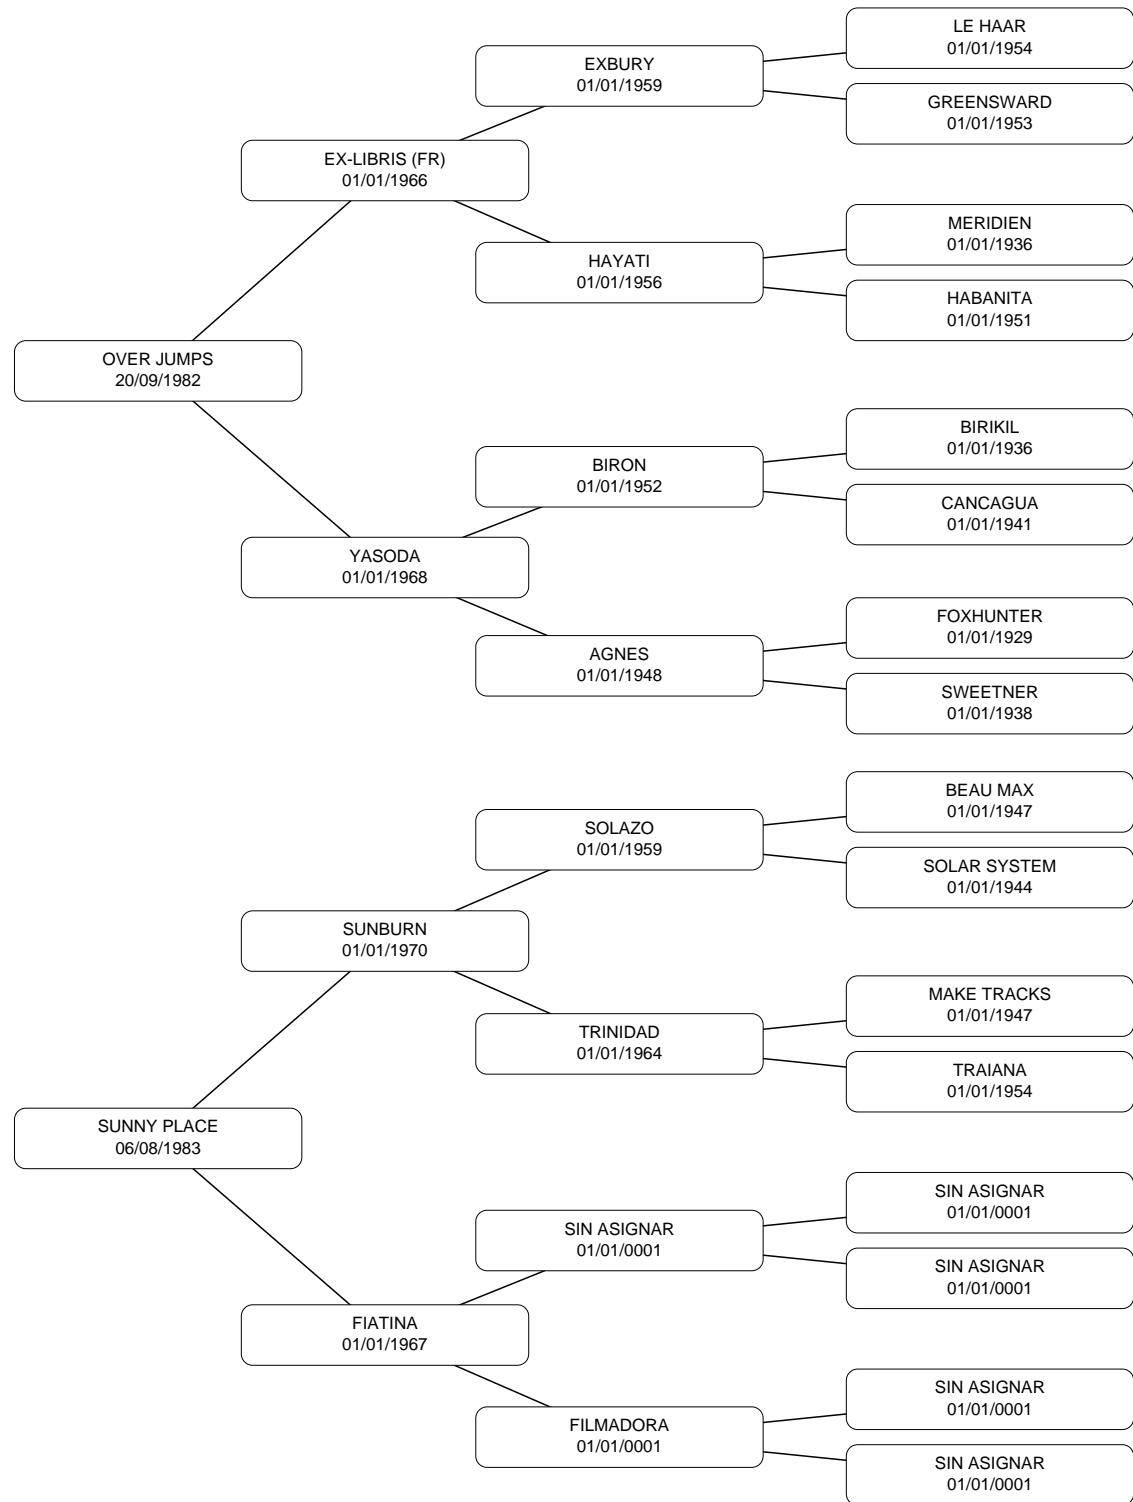 LE HAAR
01/01/1954
EXBURY
01/01/1959
GREENSWARD
01/01/1953
EX-LIBRIS (FR)
01/01/1966
MERIDIEN
01/01/1936
HAYATI
01/01/1956
HABANITA
01/01/1951
OVER JUMPS
20/09/1982
BIRIKIL
01/01/1936
BIRON
01/01/1952
CANCAGUA
01/01/1941
YASODA
01/01/1968
FOXHUNTER
01/01/1929
AGNES
01/01/1948
SWEETNER
01/01/1938
BEAU MAX
01/01/1947
SOLAZO
01/01/1959
SOLAR SYSTEM
01/01/1944
SUNBURN
01/01/1970
MAKE TRACKS
01/01/1947
TRINIDAD
01/01/1964
TRAIANA
01/01/1954
SUNNY PLACE
06/08/1983
SIN ASIGNAR
01/01/0001
SIN ASIGNAR
01/01/0001
SIN ASIGNAR
01/01/0001
FIATINA
01/01/1967
SIN ASIGNAR
01/01/0001
FILMADORA
01/01/0001
SIN ASIGNAR
01/01/0001